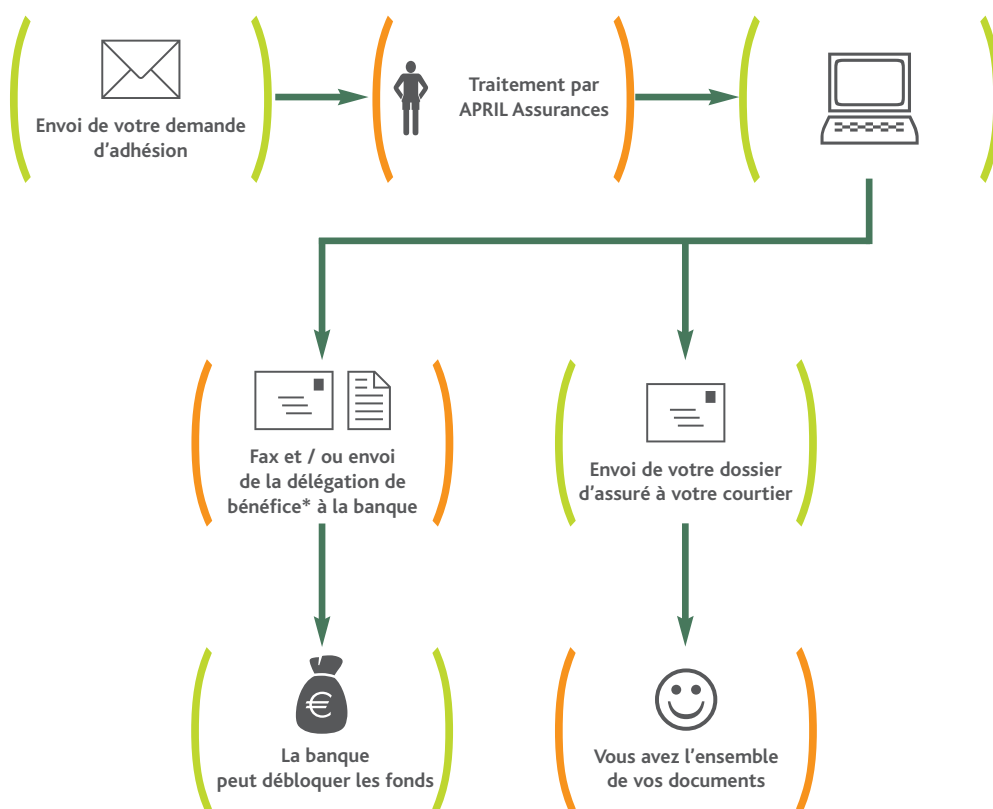 Envoi de votre demande
d'adhésion
Traitement par
APRIL Assurances
Fax et / ou envoi
de la délégation de
bénéfice* à la banque
Envoi de votre dossier
d'assuré à votre courtier
€
La banque
peut débloquer les fonds
Vous avez l'ensemble
de vos documents